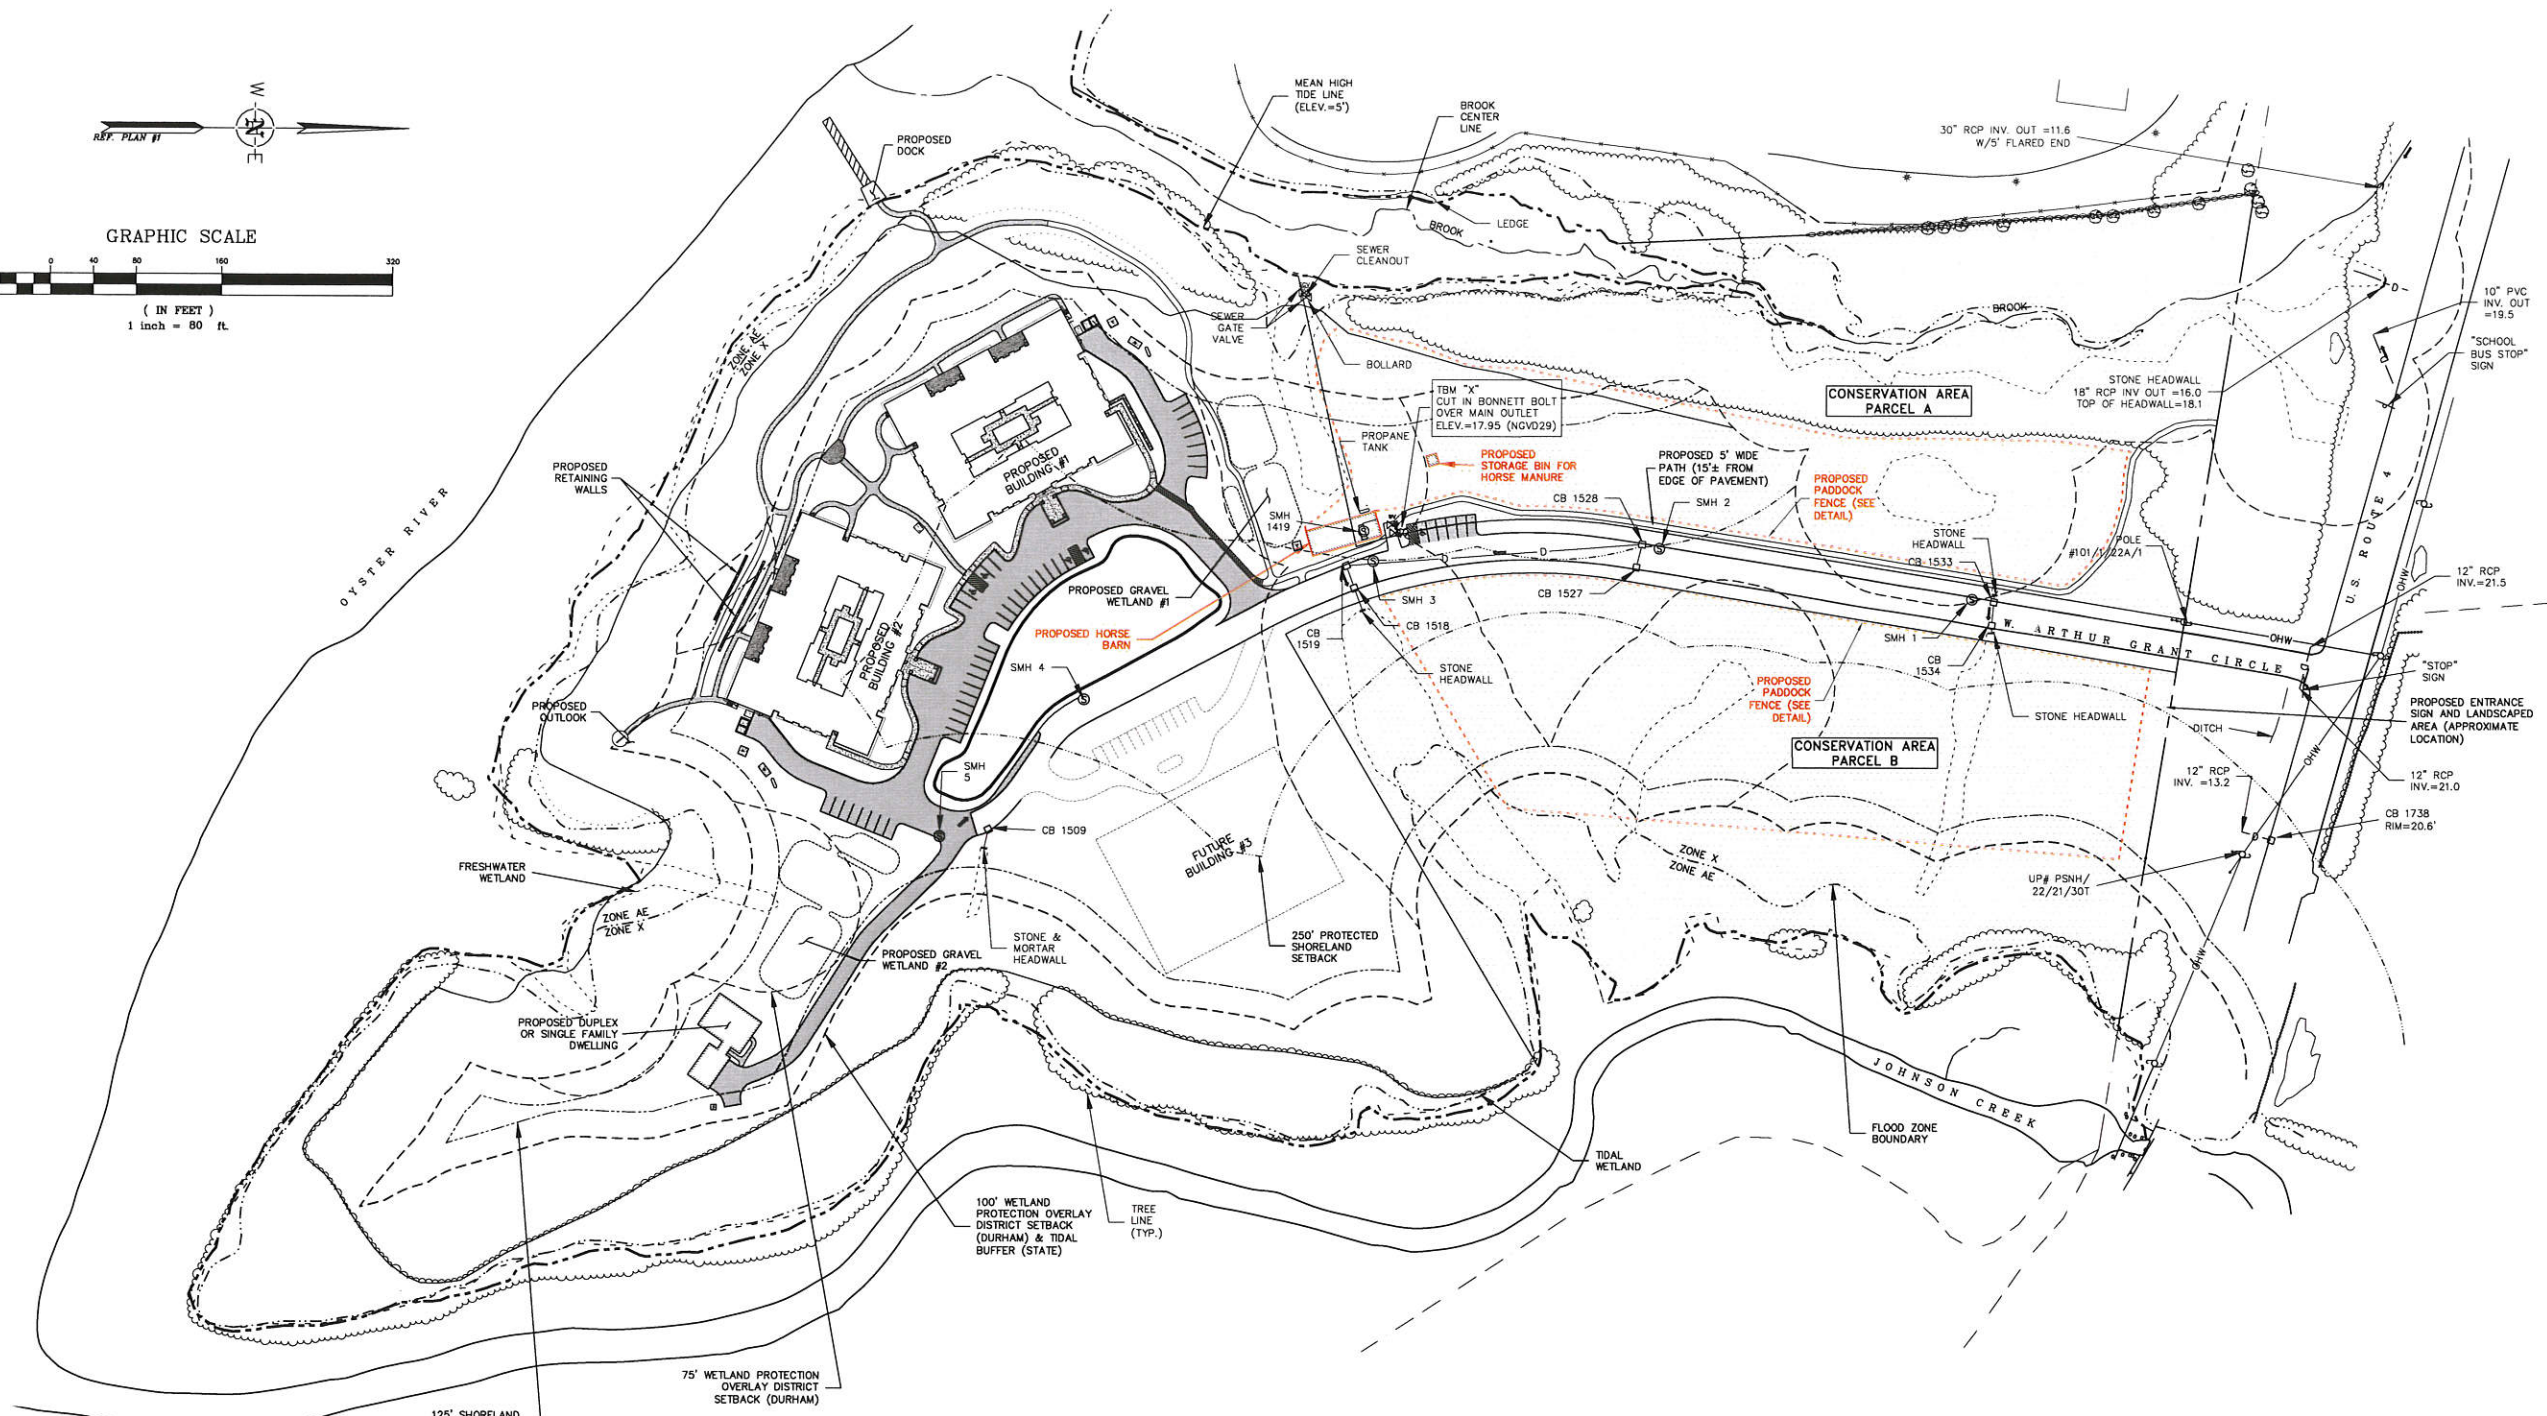 W
N
E
REF. PLAN #1
GRAPHIC SCALE
0 40 80 160 320
( IN FEET )
1 inch = 80 ft.
OYSTER RIVER
PROPOSED
DOCK
MEAN HIGH
TIDE LINE
(ELEV.=5')
BROOK
CENTER
LINE
LEDGE
BROOK
SEWER
CLEANOUT
SEWER
GATE
VALVE
BOLLARD
BROOK
30" RCP INV. OUT =11.6
W/5' FLARED END
10" PVC
INV. OUT
=19.5
"SCHOOL
BUS STOP"
SIGN
STONE HEADWALL
18" RCP INV OUT =16.0
TOP OF HEADWALL=18.1
D
CONSERVATION AREA
PARCEL A
TBM "X"
CUT IN BONNETT BOLT
OVER MAIN OUTLET
ELEV.=17.95 (NGVD29)
PROPANE
TANK
PROPOSED
STORAGE BIN FOR
HORSE MANURE
PROPOSED 5' WIDE
PATH (15'± FROM
EDGE OF PAVEMENT)
CB 1528
SMH 2
PROPOSED
PADDOCK
FENCE (SEE
DETAIL)
STONE
HEADWALL
CB 1533
POLE
#101/1/22A/1
U.S. ROUTE 4
12" RCP
INV.=21.5
OHW
OHW
ZONE AE
ZONE X
PROPOSED
RETAINING
WALLS
PROPOSED
BUILDING #1
PROPOSED
BUILDING #2
SMH
1419
PROPOSED GRAVEL
WETLAND #1
PROPOSED HORSE
BARN
SMH 4
CB
1519
SMH 3
CB 1518
D
D
CB 1527
STONE
HEADWALL
SMH 1
CB
1534
W. ARTHUR GRANT CIRCLE
"STOP"
SIGN
PROPOSED ENTRANCE
SIGN AND LANDSCAPED
AREA (APPROXIMATE
LOCATION)
STONE HEADWALL
DITCH
OHW
PROPOSED
PADDOCK
FENCE (SEE
DETAIL)
CONSERVATION AREA
PARCEL B
12" RCP
INV. =13.2
12" RCP
INV.=21.0
CB 1738
RIM=20.6'
D
PROPOSED
OUTLOOK
SMH
5
CB 1509
FUTURE
BUILDING #3
ZONE X
ZONE AE
UP# PSNH/
22/21/30T
OHW
FRESHWATER
WETLAND
ZONE AE
ZONE X
PROPOSED GRAVEL
WETLAND #2
STONE &
MORTAR
HEADWALL
250' PROTECTED
SHORELAND
SETBACK
PROPOSED DUPLEX
OR SINGLE FAMILY
DWELLING
JOHNSON CREEK
FLOOD ZONE
BOUNDARY
TIDAL
WETLAND
100' WETLAND
PROTECTION OVERLAY
DISTRICT SETBACK
(DURHAM) & TIDAL
BUFFER (STATE)
TREE
LINE
(TYP.)
75' WETLAND PROTECTION
OVERLAY DISTRICT
SETBACK (DURHAM)
125' SHORELAND